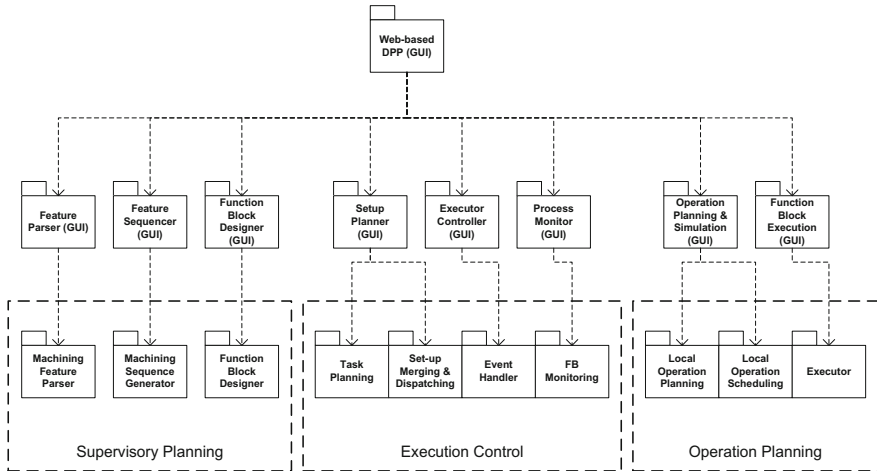 Web-based
DPP (GUI)
Feature
Parser (GUI)
Feature
Sequencer
(GUI)
Function
Block
Designer
(GUI)
Setup
Planner
(GUI)
Executor
Controller
(GUI)
Process
Monitor
(GUI)
Operation
Planning &
Simulation
(GUI)
Function
Block
Execution
(GUI)
Machining
Feature
Parser
Machining
Sequence
Generator
Function
Block
Designer
Task
Planning
Set-up
Merging &
Dispatching
Event
Handler
FB
Monitoring
Local
Operation
Planning
Local
Operation
Scheduling
Executor
Supervisory Planning
Execution Control
Operation Planning